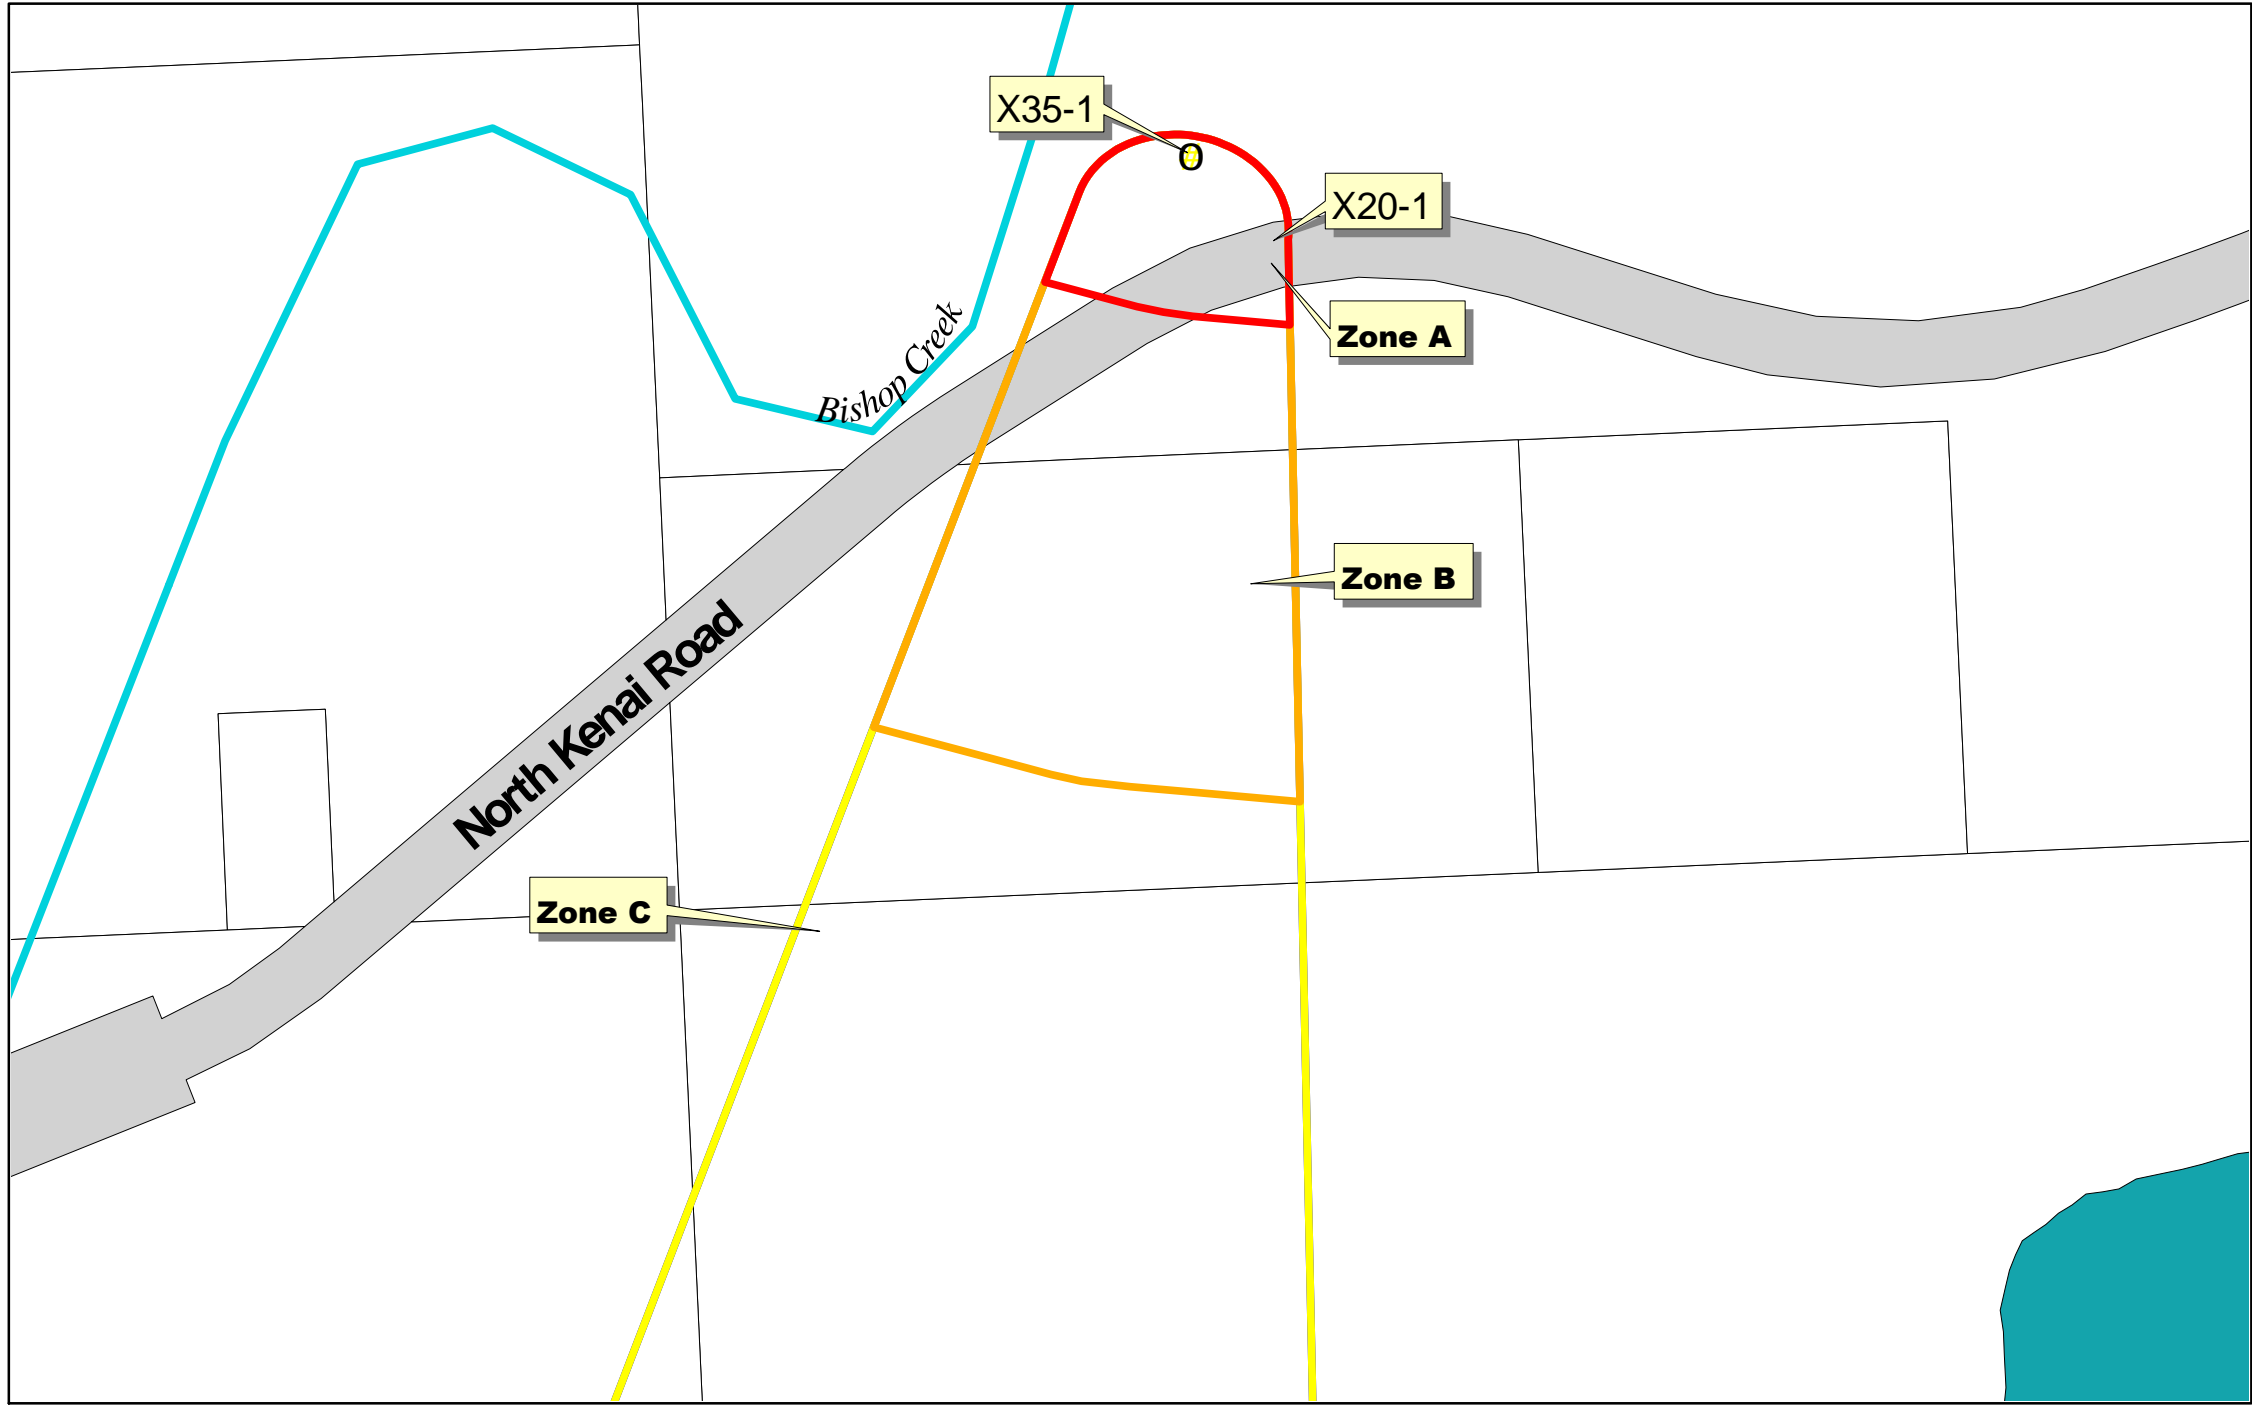 X35-1
O
X20-1
Zone A
Bishop Creek
Zone B
North Kenai Road
Zone C